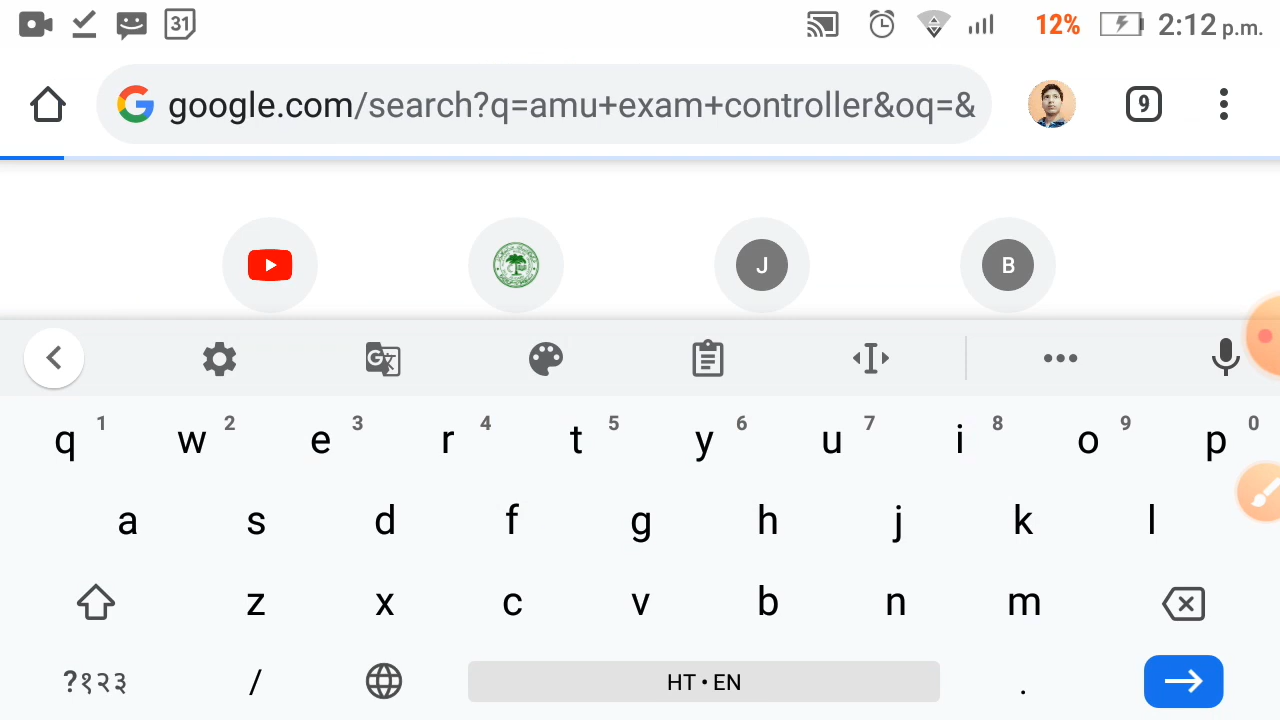 31 12% 2:12 p.m.
google.com/search?q=amu+exam+controller&oq=& 9
J B
q 1 w 2 e 3 r 4 t 5 y 6 u 7 i 8 o 9 p 0
a s d f g h j k l
z x c v b n m
?१२३ / HT • EN .